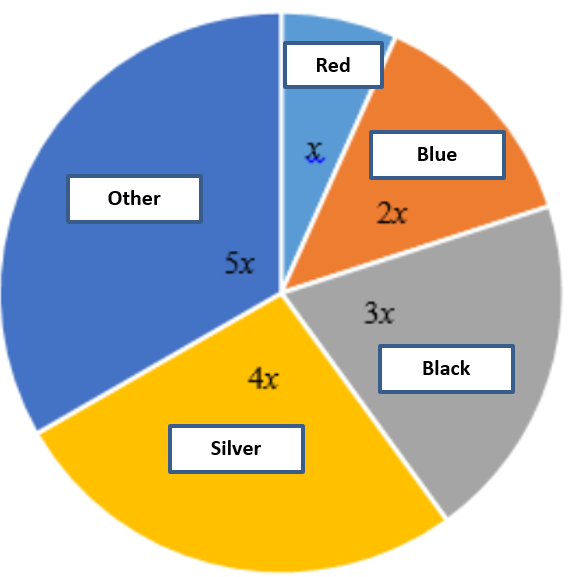 Red
x
Blue
2x
Other
5x
3x
Black
4x
Silver